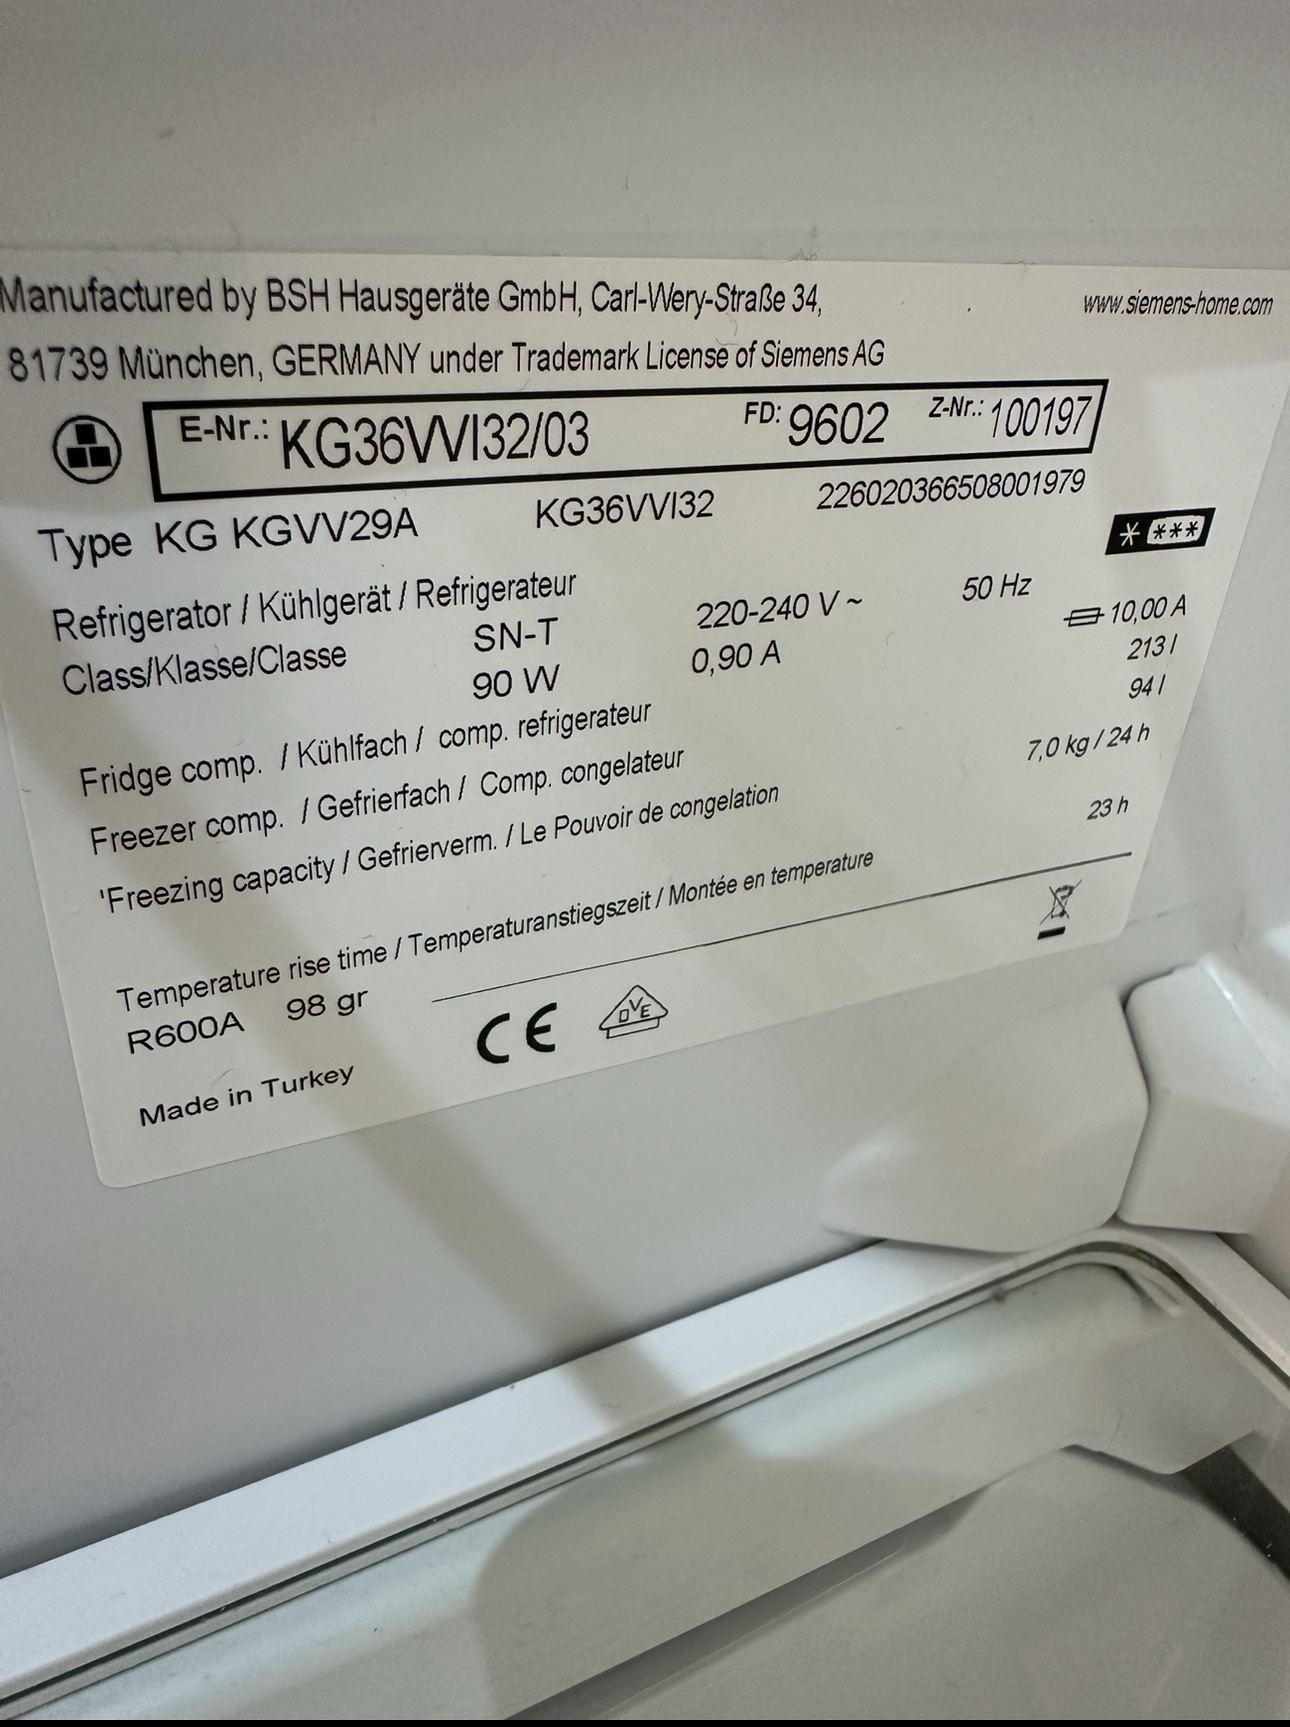 Manufactured by BSH Hausgeräte GmbH, Carl-Wery-Straße 34, www.siemens-home.com
81739 München, GERMANY under Trademark License of Siemens AG
E-Nr.: KG36VVI32/03 FD: 9602 Z-Nr.: 100197
Type KG KGVV29A KG36VVI32 226020366508001979
* ***
Refrigerator / Kühlgerät / Refrigerateur
Class/Klasse/Classe SN-T 220-240 V ~ 50 Hz 10,00 A
90 W 0,90 A
Fridge comp. / Kühlfach / comp. refrigerateur 213 l
Freezer comp. / Gefrierfach / Comp. congelateur 94 l
'Freezing capacity / Gefrierverm. / Le Pouvoir de congelation 7,0 kg / 24 h
Temperature rise time / Temperaturanstiegszeit / Montée en temperature 23 h
R600A 98 gr
CE OVE
Made in Turkey